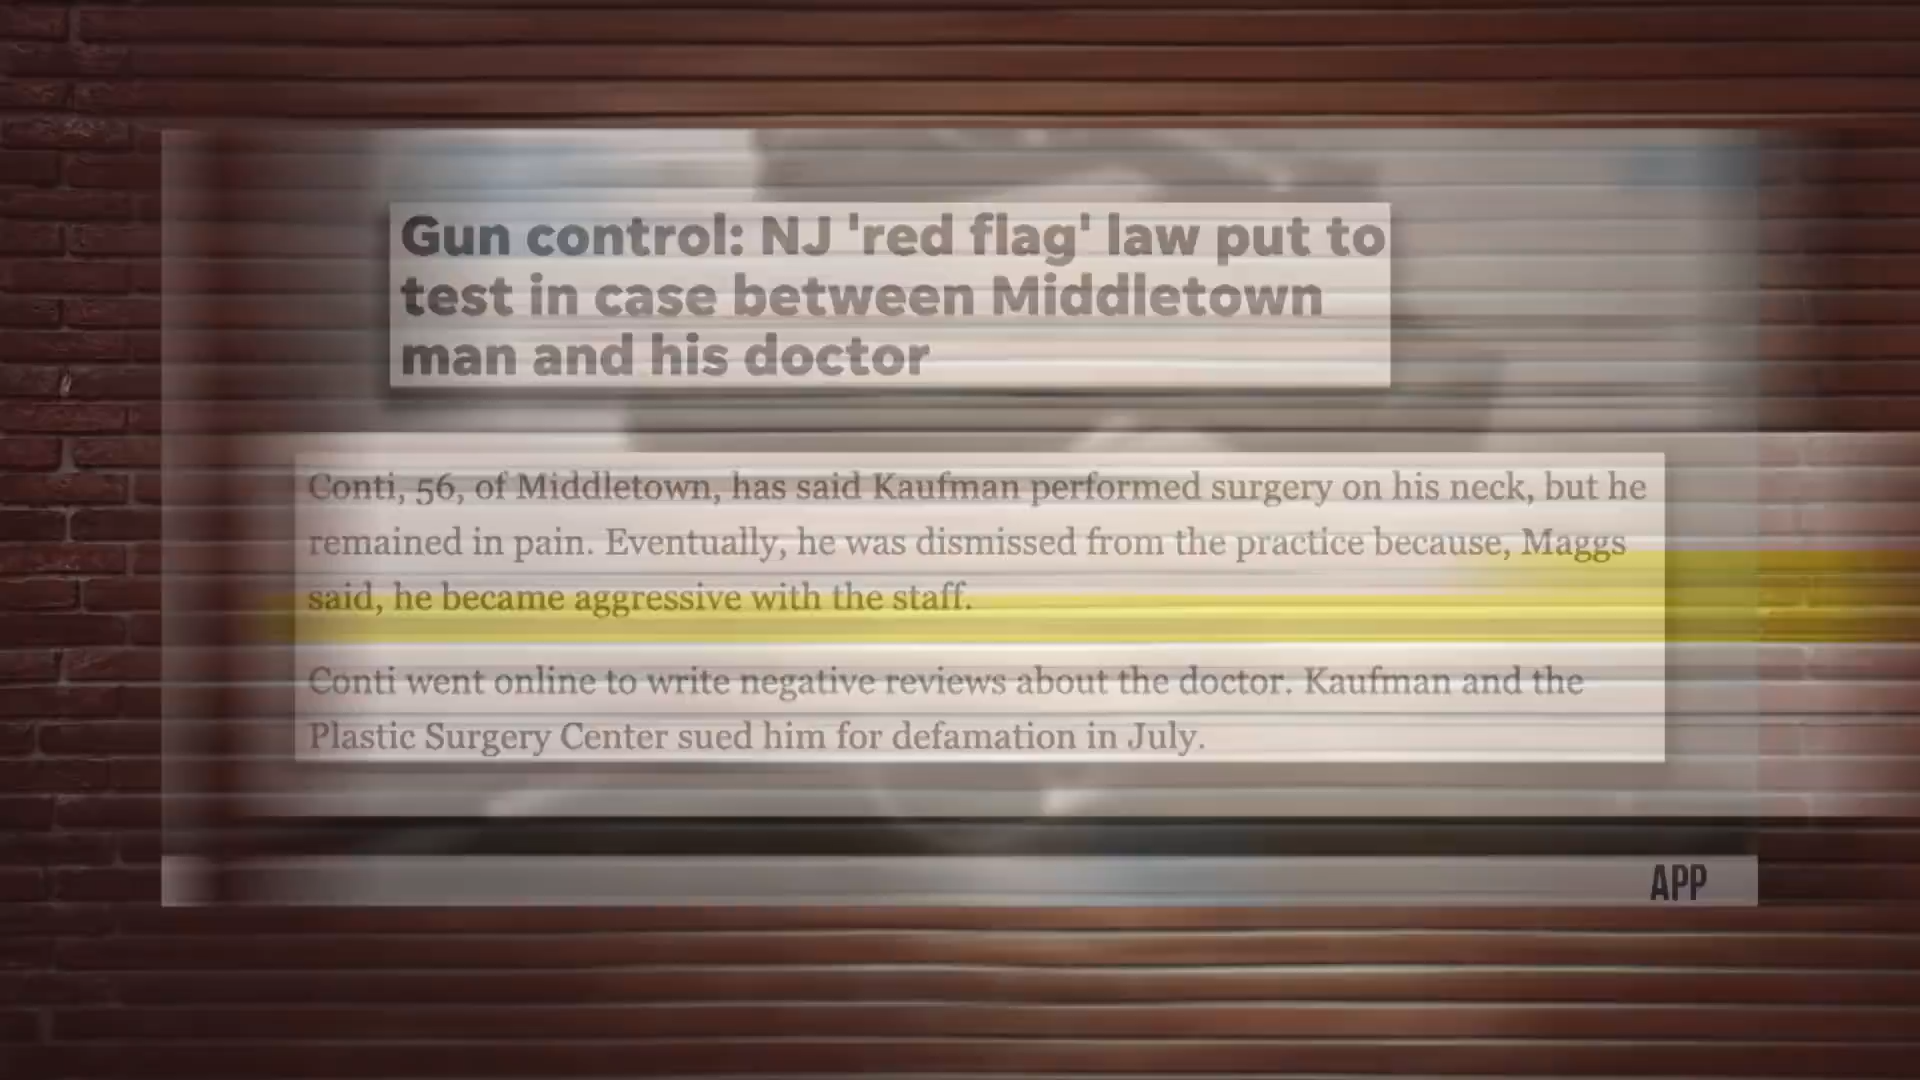 Gun control: NJ 'red flag' law put to
test in case between Middletown
man and his doctor
Conti, 56, of Middletown, has said Kaufman performed surgery on his neck, but he
remained in pain. Eventually, he was dismissed from the practice because, Maggs
said, he became aggressive with the staff.
Conti went online to write negative reviews about the doctor. Kaufman and the
Plastic Surgery Center sued him for defamation in July.
APP